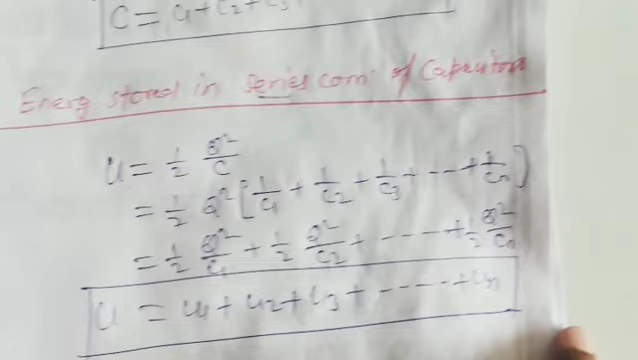 C = C₁ + C₂ + C₃
Energ stored in series com. of Capacitors
U = 1/2 Q²/C
= 1/2 Q² [1/C₁ + 1/C₂ + 1/C₃ + --- + 1/Cn]
= 1/2 Q²/C₁ + 1/2 Q²/C₂ + ---- + 1/2 Q²/Cn
U = U₁ + U₂ + U₃ + ----- + Un